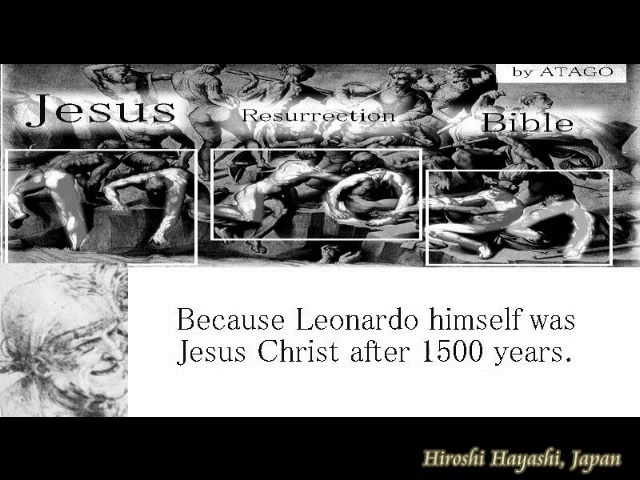 by ATAGO
Jesus
Resurrection
Bible
Because Leonardo himself was
Jesus Christ after 1500 years.
Hiroshi Hayashi, Japan